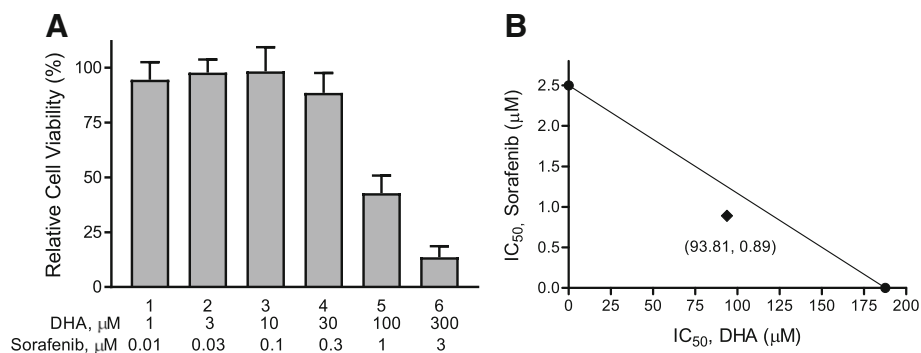 A
Relative Cell Viability (%)
100
75
50
25
0
1 2 3 4 5 6
DHA, μM 1 3 10 30 100 300
Sorafenib, μM 0.01 0.03 0.1 0.3 1 3
B
IC50, Sorafenib (μM)
2.5
2.0
1.5
1.0
0.5
0.0
(93.81, 0.89)
0 25 50 75 100 125 150 175 200
IC50, DHA (μM)